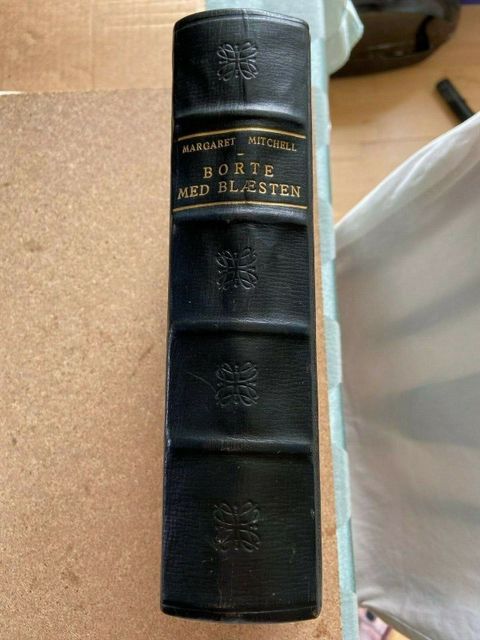 MARGARET MITCHELL
–
BORTE
MED BLÆSTEN